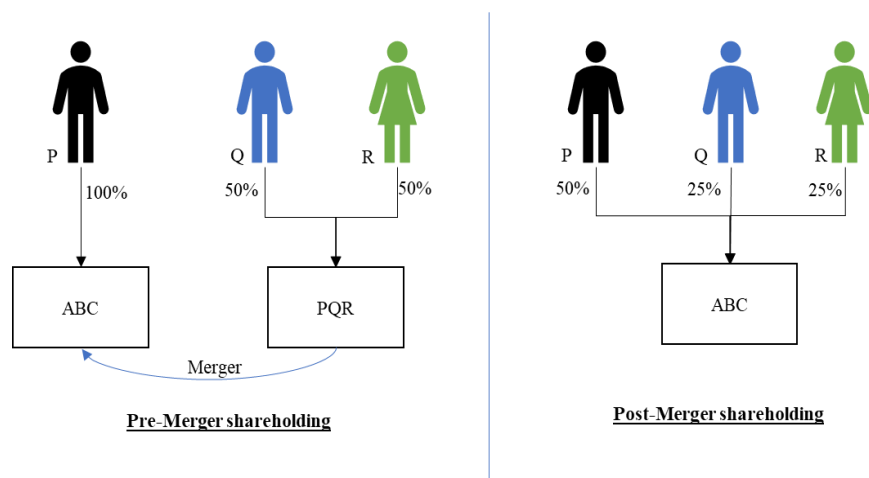 P
Q
R
100%
50%
50%
ABC
PQR
Merger
Pre-Merger shareholding
P
Q
R
50%
25%
25%
ABC
Post-Merger shareholding